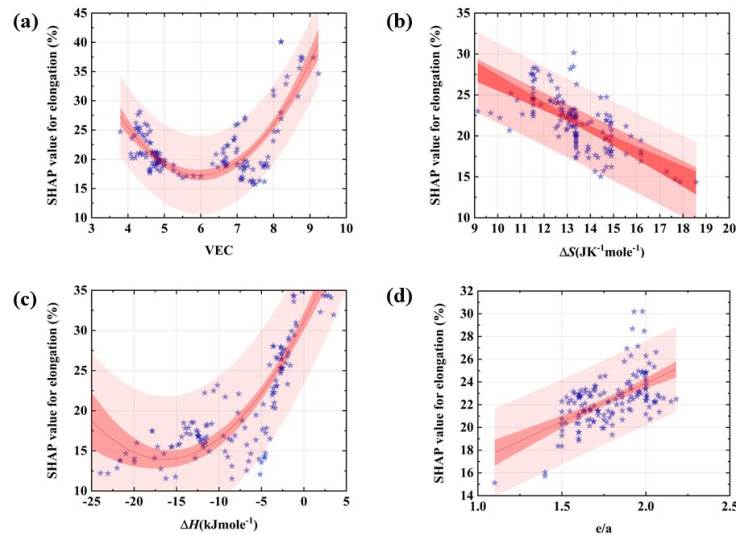 (a)
SHAP value for elongation (%)
45
40
35
30
25
20
15
10
3 4 5 6 7 8 9 10
VEC
(b)
SHAP value for elongation (%)
35
30
25
20
15
10
9 10 11 12 13 14 15 16 17 18 19 20
ΔS(JK⁻¹mole⁻¹)
(c)
SHAP value for elongation (%)
35
30
25
20
15
10
-25 -20 -15 -10 -5 0 5
ΔH(kJmole⁻¹)
(d)
SHAP value for elongation (%)
32
30
28
26
24
22
20
18
16
14
1.0 1.5 2.0 2.5
e/a